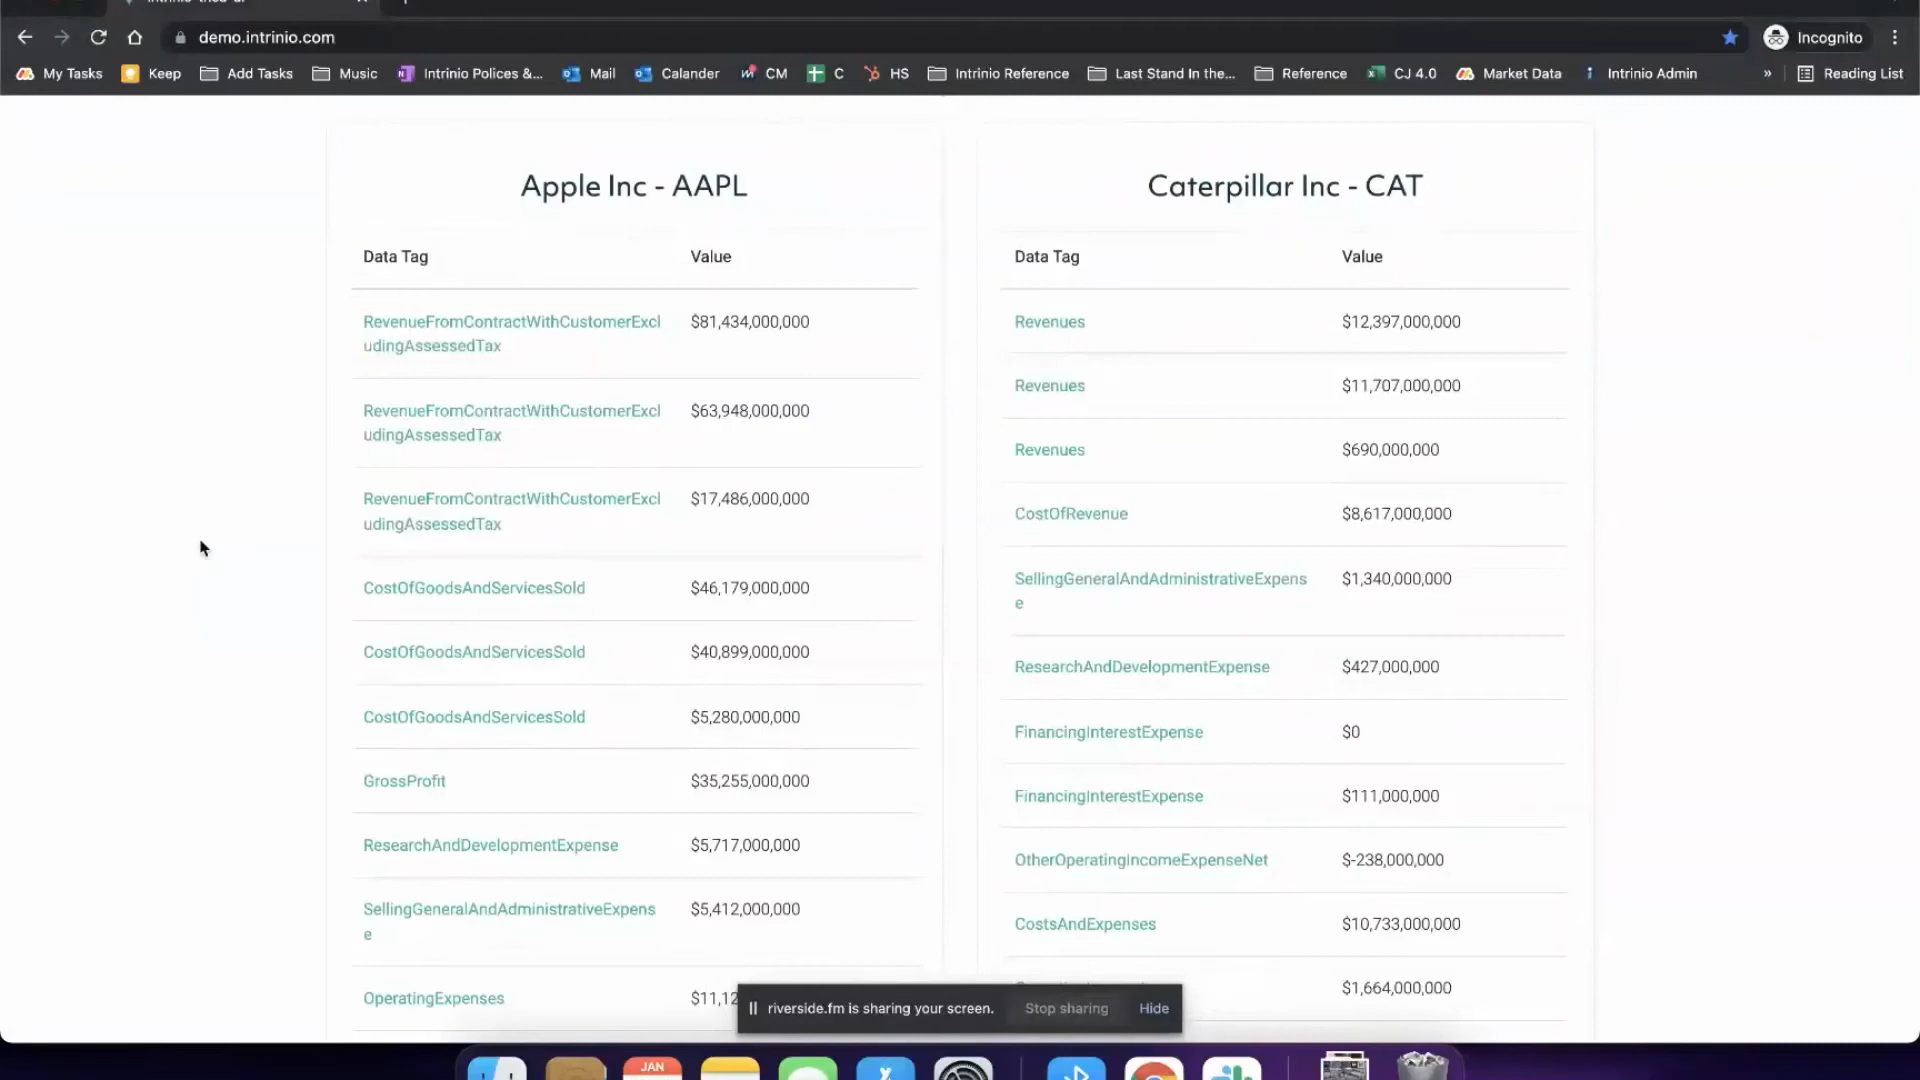 demo.intrinio.com
Incognito
My Tasks Keep Add Tasks Music Intrinio Polices &... Mail Calander CM C HS Intrinio Reference Last Stand In the... Reference CJ 4.0 Market Data Intrinio Admin » Reading List
Apple Inc - AAPL
Data Tag Value
RevenueFromContractWithCustomerExcl $81,434,000,000
udingAssessedTax
RevenueFromContractWithCustomerExcl $63,948,000,000
udingAssessedTax
RevenueFromContractWithCustomerExcl $17,486,000,000
udingAssessedTax
CostOfGoodsAndServicesSold $46,179,000,000
CostOfGoodsAndServicesSold $40,899,000,000
CostOfGoodsAndServicesSold $5,280,000,000
GrossProfit $35,255,000,000
ResearchAndDevelopmentExpense $5,717,000,000
SellingGeneralAndAdministrativeExpens $5,412,000,000
e
OperatingExpenses $11,12
Caterpillar Inc - CAT
Data Tag Value
Revenues $12,397,000,000
Revenues $11,707,000,000
Revenues $690,000,000
CostOfRevenue $8,617,000,000
SellingGeneralAndAdministrativeExpens $1,340,000,000
e
ResearchAndDevelopmentExpense $427,000,000
FinancingInterestExpense $0
FinancingInterestExpense $111,000,000
OtherOperatingIncomeExpenseNet $-238,000,000
CostsAndExpenses $10,733,000,000
$1,664,000,000
riverside.fm is sharing your screen. Stop sharing Hide
JAN